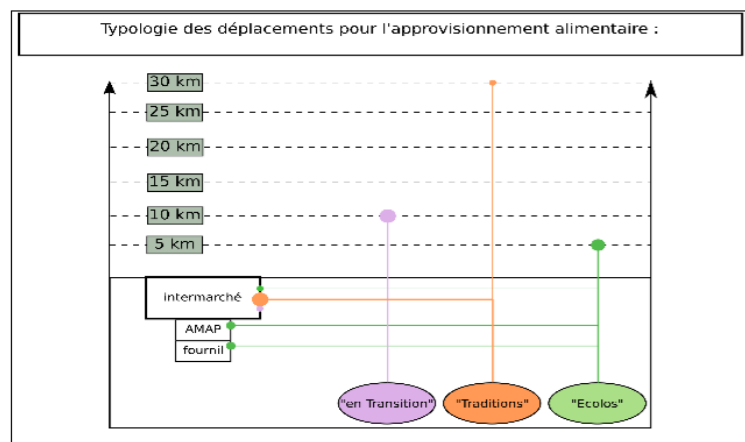 Typologie des déplacements pour l'approvisionnement alimentaire :
30 km
25 km
20 km
15 km
10 km
5 km
intermarché
AMAP
fournil
"en Transition"
"Traditions"
"Ecolos"